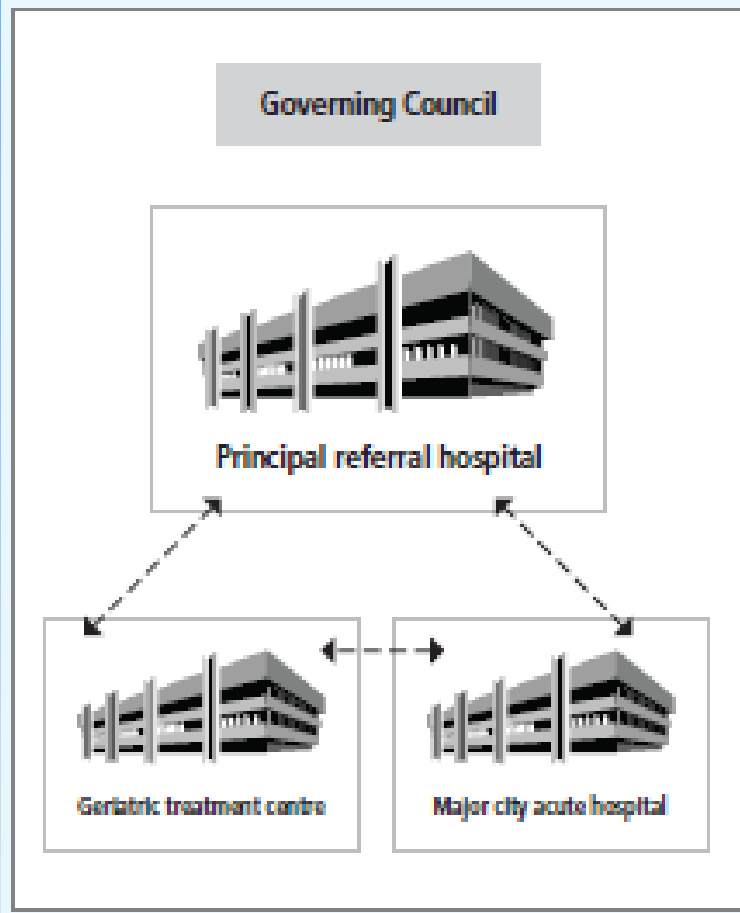 Governing Council
Principal referral hospital
Geriatric treatment centre
Major city acute hospital